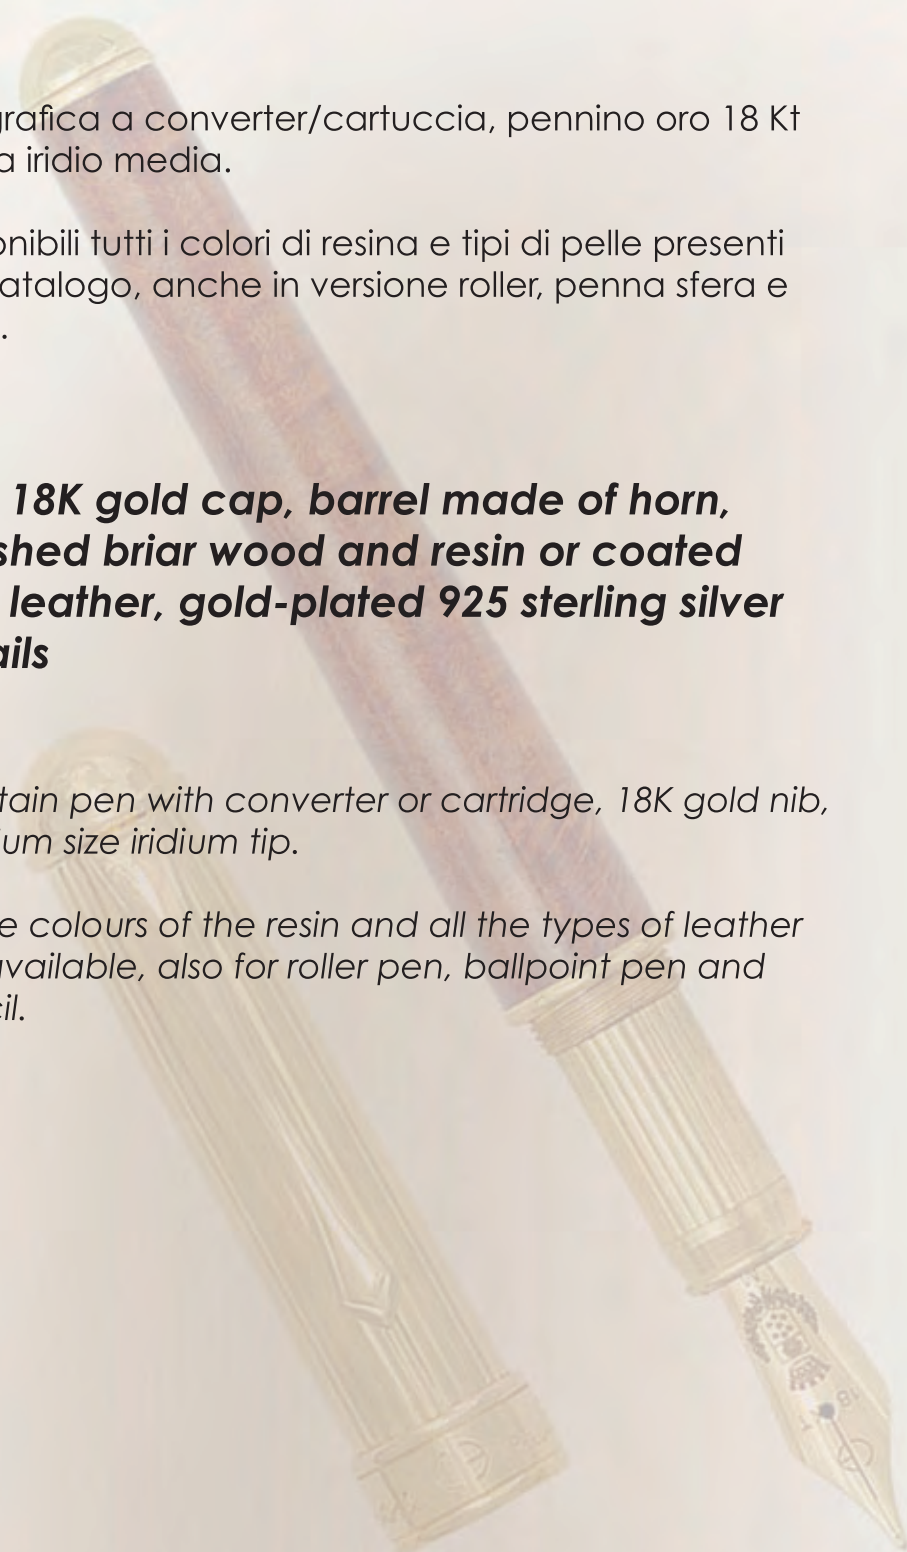 grafica a converter/cartuccia, pennino oro 18 Kt
a iridio media.
onibili tutti i colori di resina e tipi di pelle presenti
atalogo, anche in versione roller, penna sfera e
.
18K gold cap, barrel made of horn,
shed briar wood and resin or coated
leather, gold-plated 925 sterling silver
ails
tain pen with converter or cartridge, 18K gold nib,
ium size iridium tip.
e colours of the resin and all the types of leather
available, also for roller pen, ballpoint pen and
cil.
18